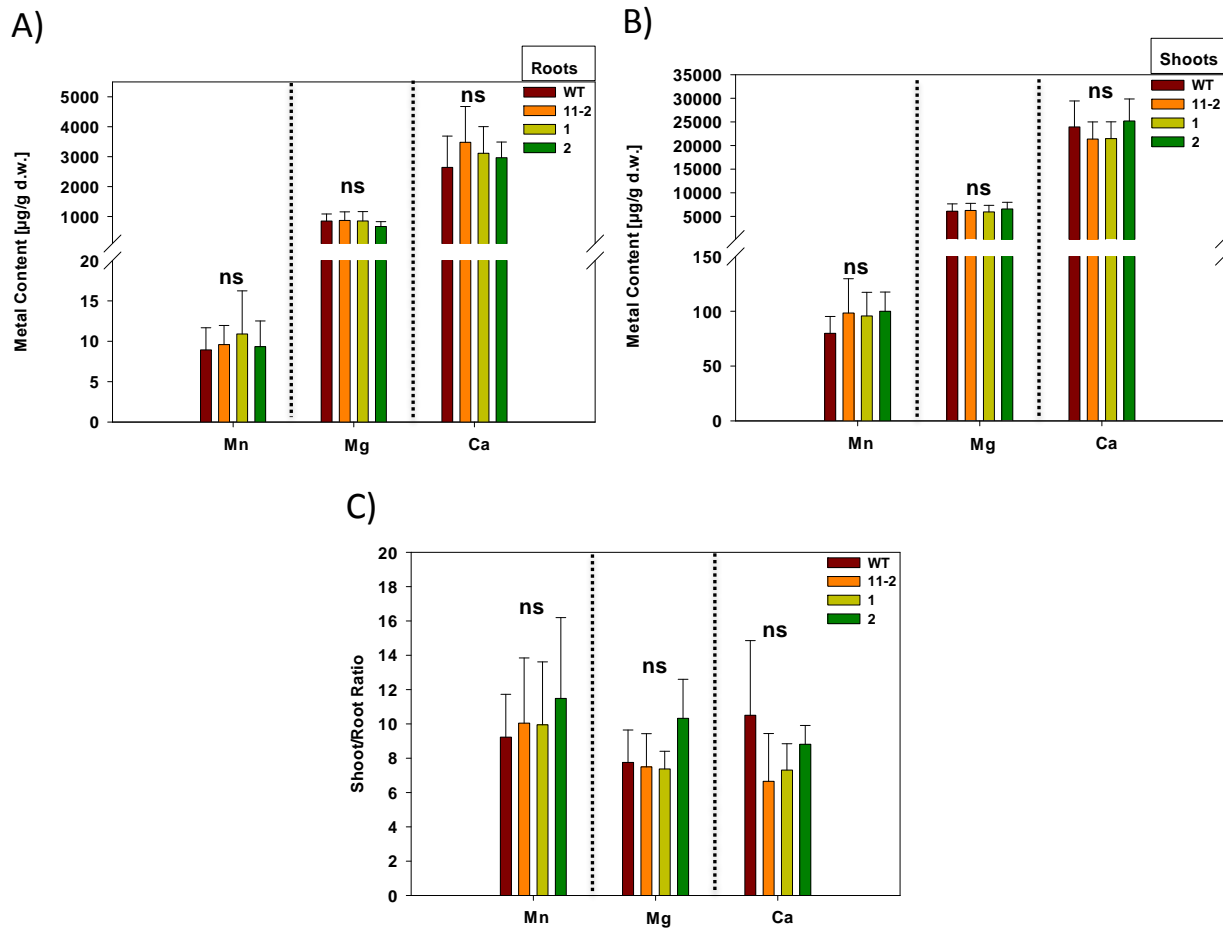 A)
Roots
WT
11-2
1
2
Metal Content [µg/g d.w.]
5000
4000
3000
2000
1000
20
15
10
5
0
ns
ns
ns
Mn
Mg
Ca
B)
Shoots
WT
11-2
1
2
Metal Content [µg/g d.w.]
35000
30000
25000
20000
15000
10000
5000
150
100
50
0
ns
ns
ns
Mn
Mg
Ca
C)
WT
11-2
1
2
Shoot/Root Ratio
20
18
16
14
12
10
8
6
4
2
0
ns
ns
ns
Mn
Mg
Ca